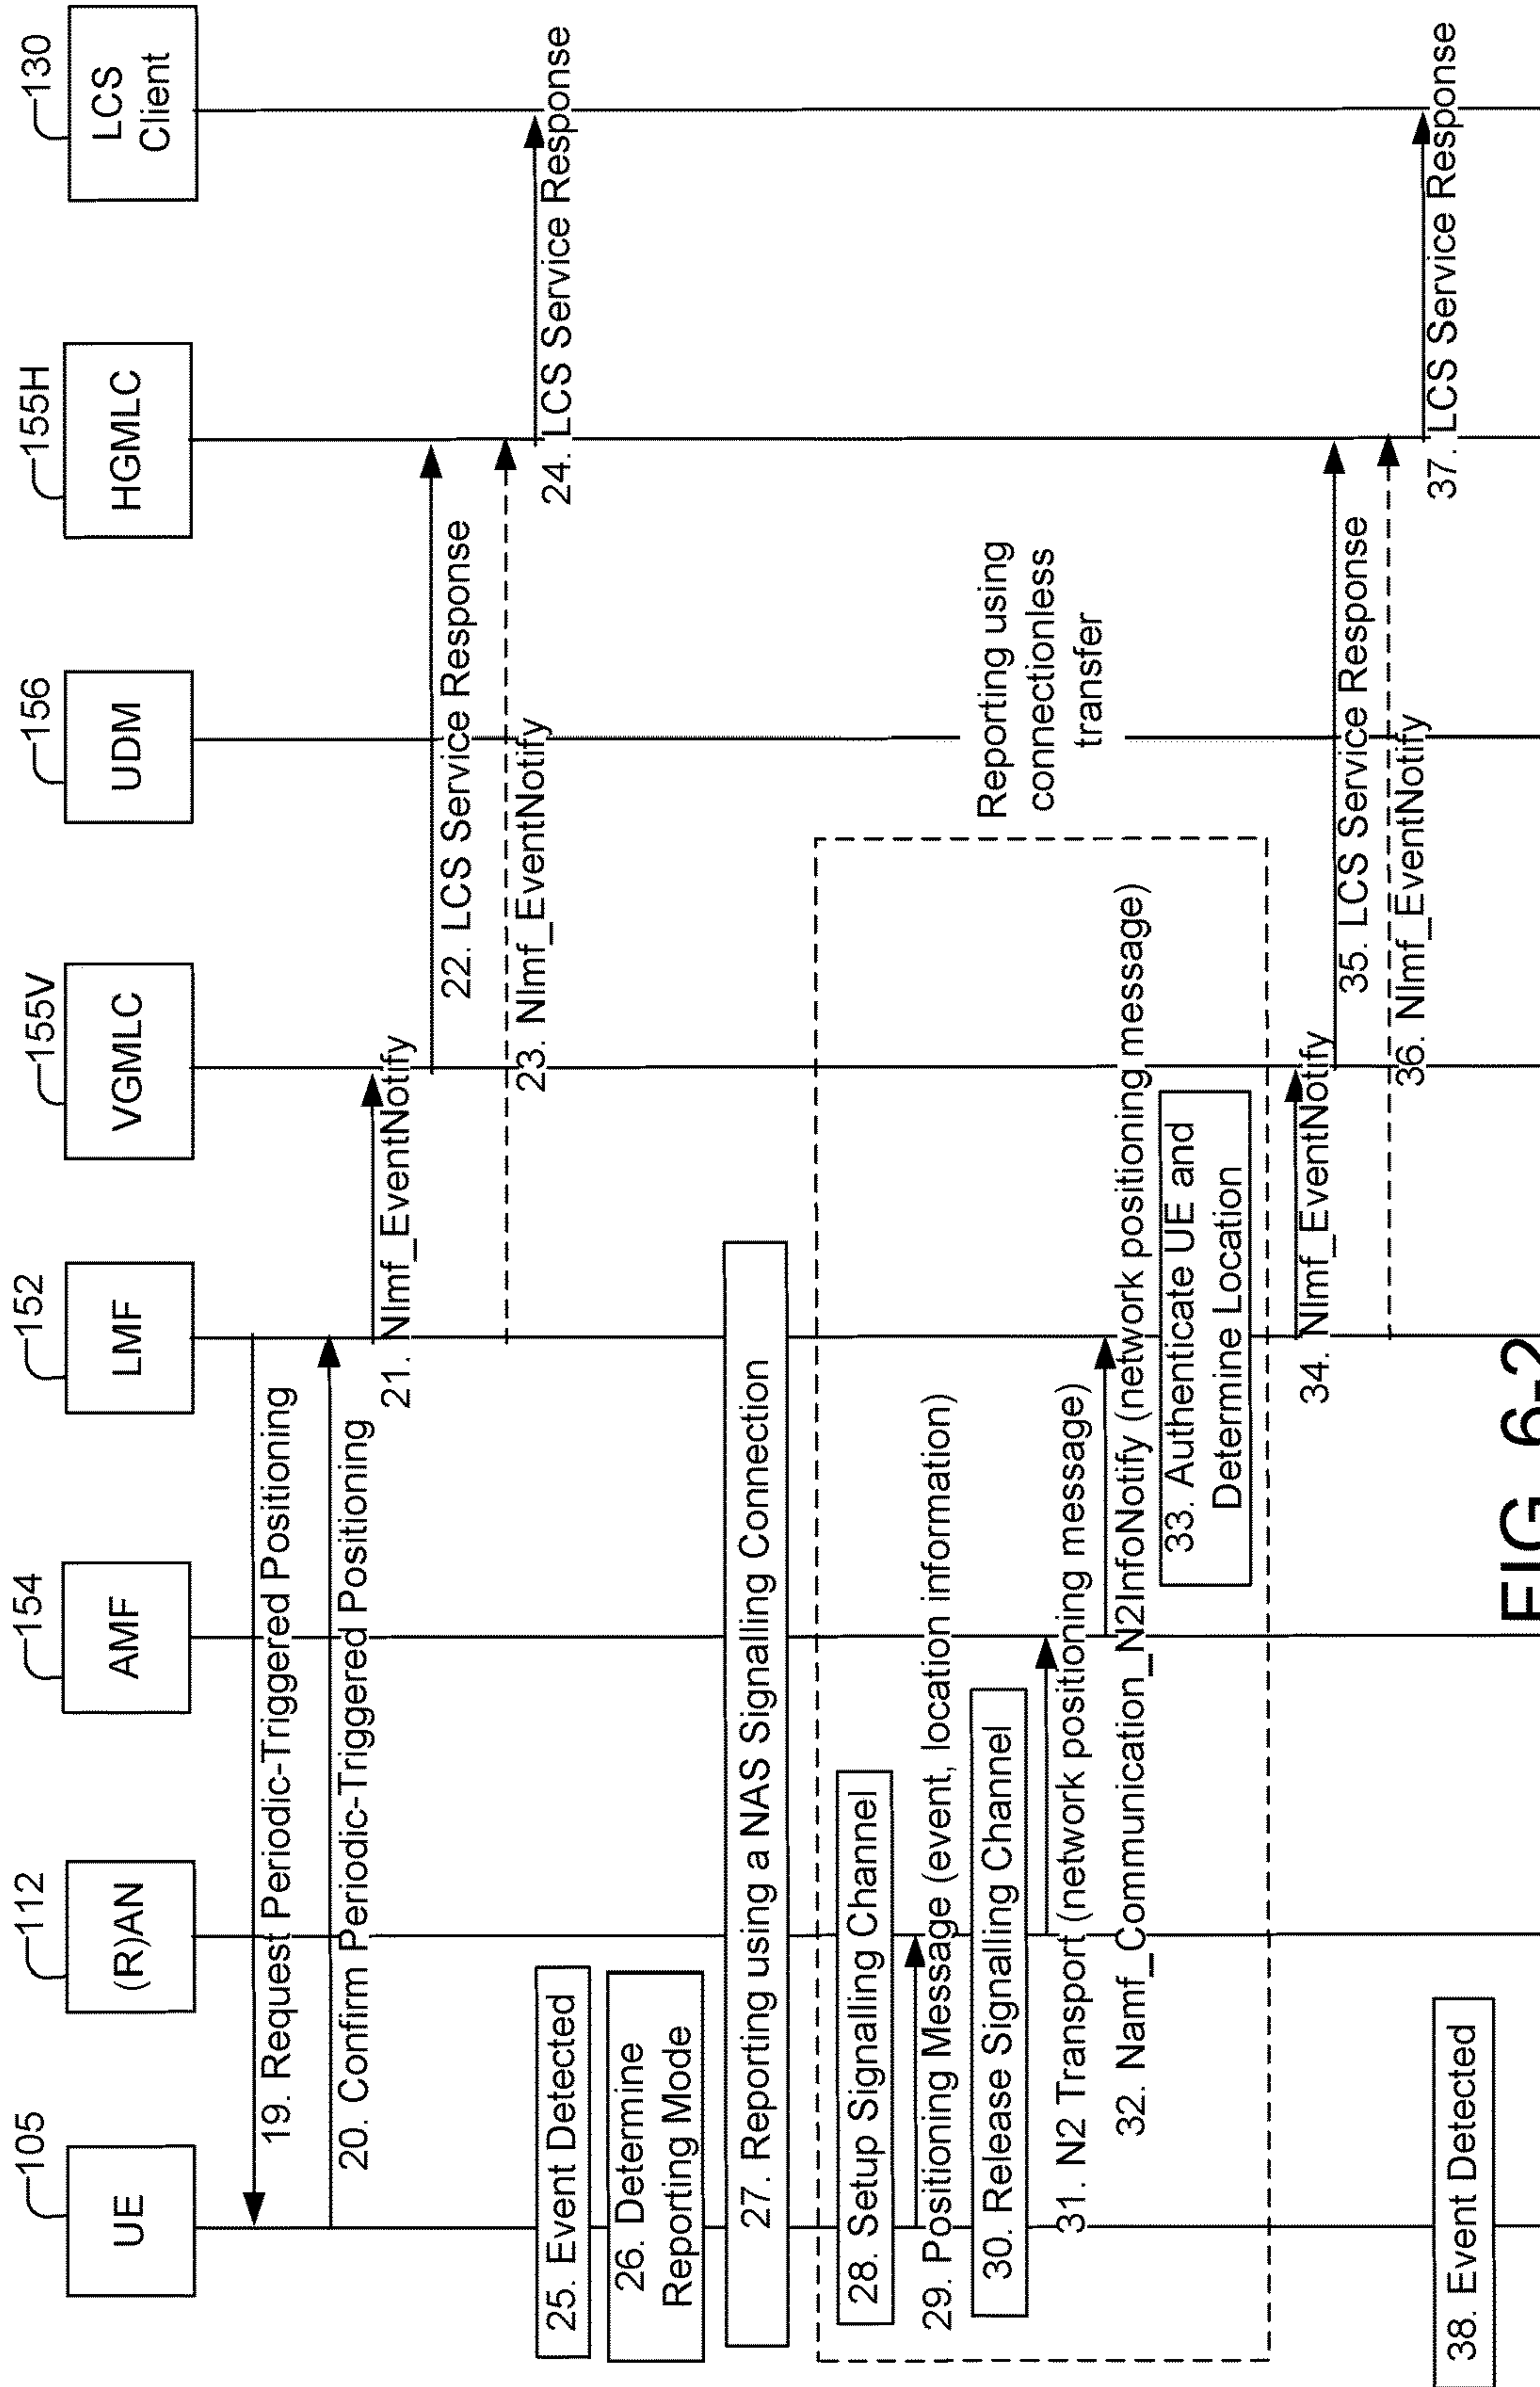 105
112
154
152
155V
156
155H
130
UE
(R)AN
AMF
LMF
VGMLC
UDM
HGMLC
LCS
Client
19. Request Periodic-Triggered Positioning
20. Confirm Periodic-Triggered Positioning
21. Nlmf_EventNotify
22. LCS Service Response
23. Nlmf_EventNotify
24. LCS Service Response
25. Event Detected
26. Determine
Reporting Mode
27. Reporting using a NAS Signalling Connection
28. Setup Signalling Channel
29. Positioning Message (event, location information)
30. Release Signalling Channel
Reporting using
connectionless
transfer
31. N2 Transport (network positioning message)
32. Namf_Communication_N2InfoNotify (network positioning message)
33. Authenticate UE and
Determine Location
34. Nlmf_EventNotify
35. LCS Service Response
36. Nlmf_EventNotify
37. LCS Service Response
38. Event Detected
FIG. 6-2